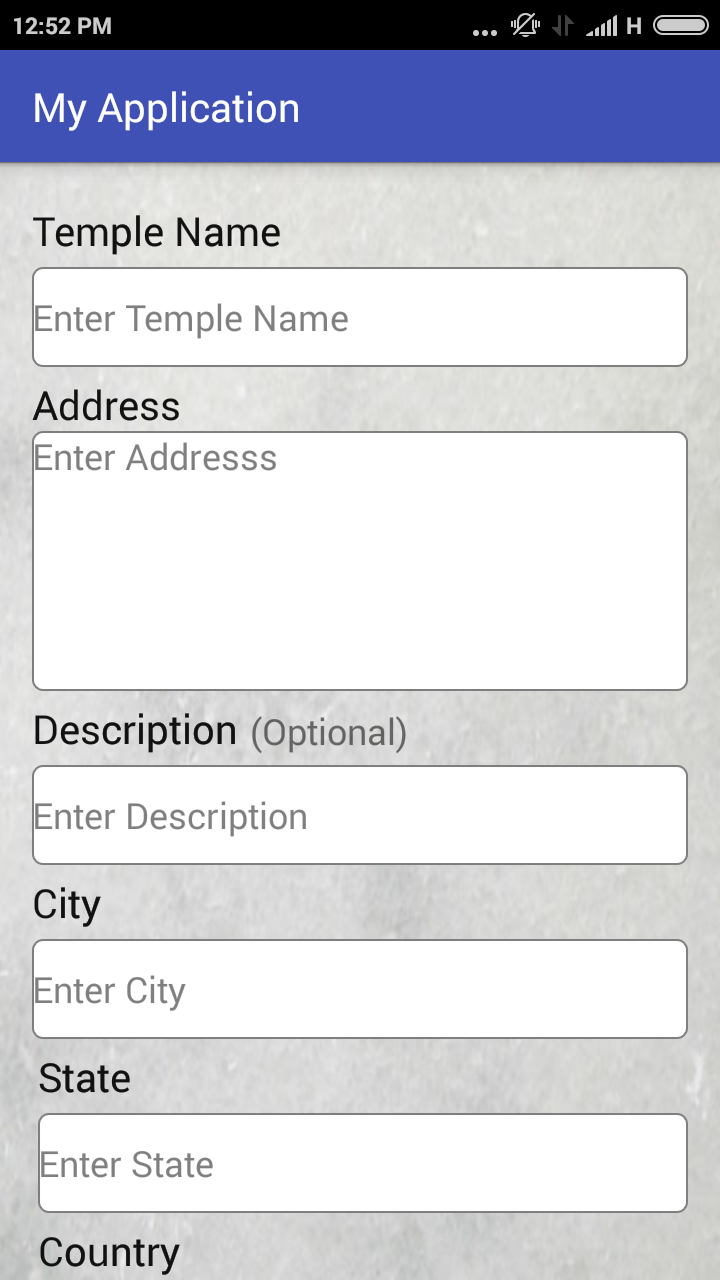 12:52 PM ... H
My Application
Temple Name
Enter Temple Name
Address
Enter Addresss
Description (Optional)
Enter Description
City
Enter City
State
Enter State
Country